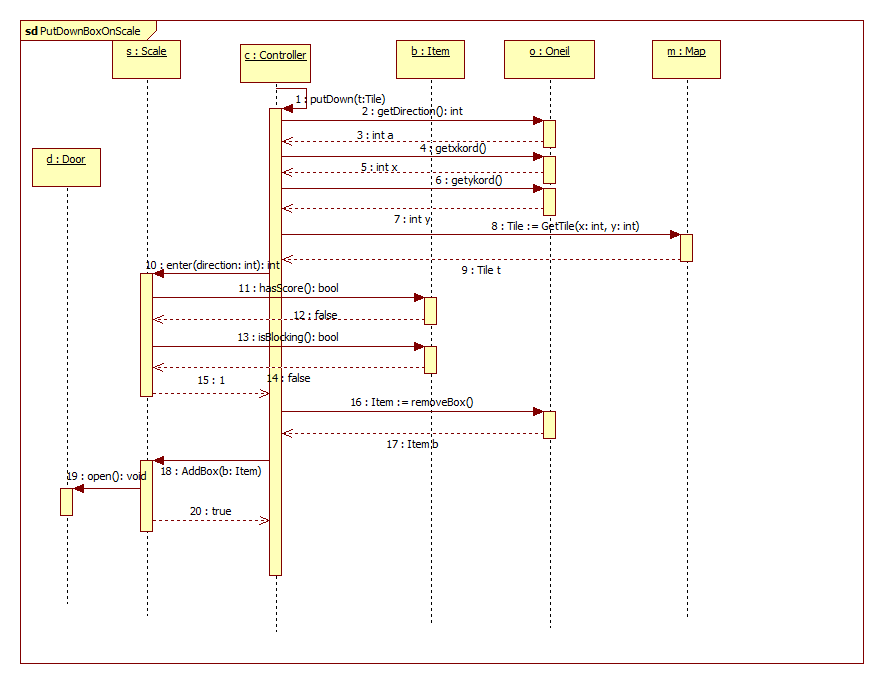 sd PutDownBoxOnScale
s : Scale
c : Controller
b : Item
o : Oneil
m : Map
d : Door
1 : putDown(t:Tile)
2 : getDirection(): int
3 : int a
4 : getxkord()
5 : int x
6 : getykord()
7 : int y
8 : Tile := GetTile(x: int, y: int)
9 : Tile t
10 : enter(direction: int): int
11 : hasScore(): bool
12 : false
13 : isBlocking(): bool
14 : false
15 : 1
16 : Item := removeBox()
17 : Item b
18 : AddBox(b: Item)
19 : open(): void
20 : true